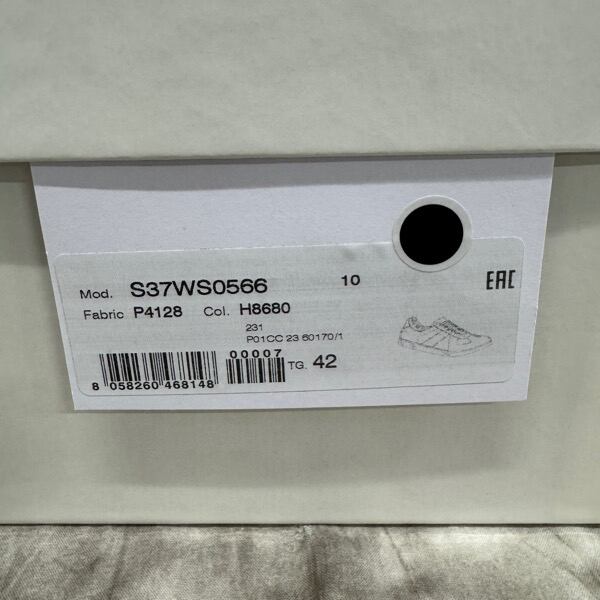 Mod. S37WS0566 10
EAC
Fabric P4128 Col. H8680
231
P01CC 23 60170/1
00007
TG. 42
8 058260 468148